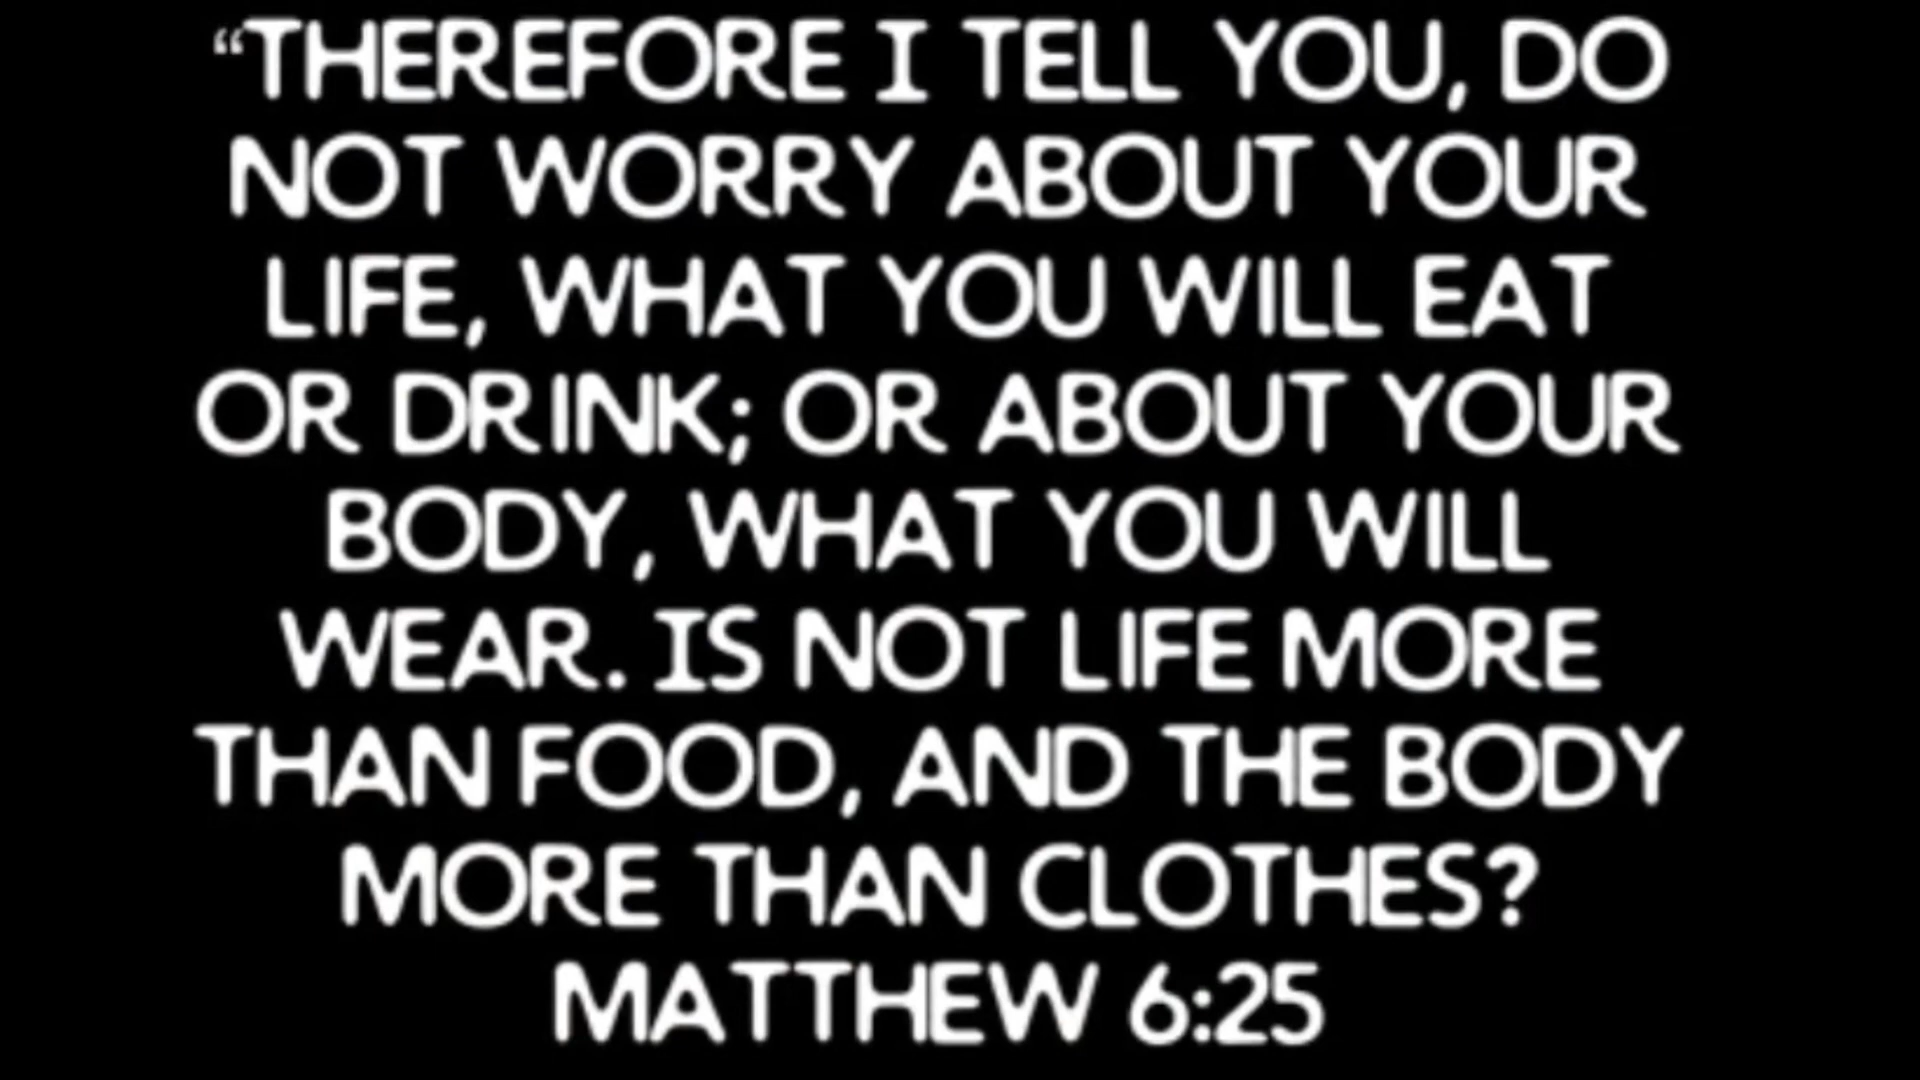 “THEREFORE I TELL YOU, DO
NOT WORRY ABOUT YOUR
LIFE, WHAT YOU WILL EAT
OR DRINK; OR ABOUT YOUR
BODY, WHAT YOU WILL
WEAR. IS NOT LIFE MORE
THAN FOOD, AND THE BODY
MORE THAN CLOTHES?
MATTHEW 6:25